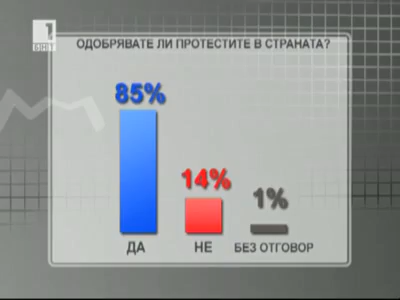 1
БНТ
ОДОБРЯВАТЕ ЛИ ПРОТЕСТИТЕ В СТРАНАТА?
85%
14%
1%
ДА
НЕ
БЕЗ ОТГОВОР